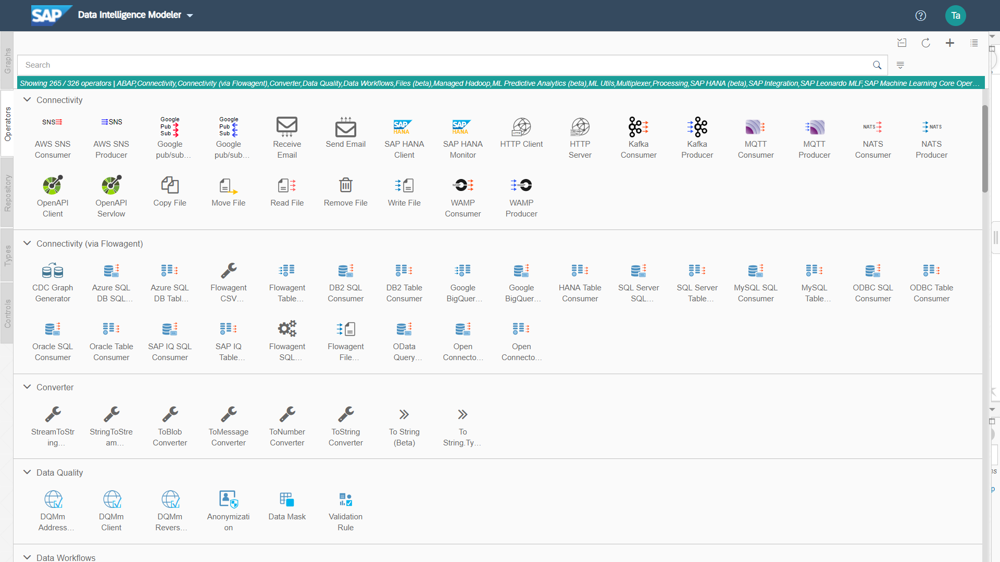 SAP Data Intelligence Modeler
Ta
Graphs
Operators
Repository
Types
Controls
Search
Showing 265 / 326 operators | ABAP,Connectivity,Connectivity (via Flowagent),Converter,Data Quality,Data Workflows,Files (beta),Managed Hadoop,ML Predictive Analytics (beta),ML Utils,Multiplexer,Processing,SAP HANA (beta),SAP Integration,SAP Leonardo MLF,SAP Machine Learning Core Oper...
Connectivity
SNS
AWS SNS
Consumer
SNS
AWS SNS
Producer
Google
Pub
Sub
Google
pub/sub...
Google
Pub
Sub
Google
pub/sub...
Receive
Email
Send Email
SAP
HANA
SAP HANA
Client
SAP
HANA
SAP HANA
Monitor
HTTP
HTTP Client
HTTP
Server
Kafka
Consumer
Kafka
Producer
MQTT
Consumer
MQTT
Producer
NATS
NATS
Consumer
NATS
NATS
Producer
OpenAPI
Client
OpenAPI
Servlow
Copy File
Move File
Read File
Remove File
Write File
WAMP
WAMP
Consumer
WAMP
WAMP
Producer
Connectivity (via Flowagent)
CDC Graph
Generator
Azure SQL
DB SQL...
Azure SQL
DB Tabl...
Flowagent
CSV...
Flowagent
Table...
DB2 SQL
Consumer
DB2 Table
Consumer
Google
BigQuer...
Google
BigQuer...
HANA Table
Consumer
SQL Server
SQL...
SQL Server
Table...
MySQL SQL
Consumer
MySQL
Table...
ODBC SQL
Consumer
ODBC Table
Consumer
Oracle SQL
Consumer
Oracle Table
Consumer
SAP IQ SQL
Consumer
SAP IQ
Table...
Flowagent
SQL...
Flowagent
File...
OData
Query...
Open
Connecto...
Open
Connecto...
Converter
StreamToStr
ing...
StringToStre
am...
ToBlob
Converter
ToMessage
Converter
ToNumber
Converter
ToString
Converter
To String
(Beta)
To
String.Ty...
Data Quality
DQMm
Address...
DQMm
Client
DQMm
Revers...
Anonymizati
on
Data Mask
Validation
Rule
Data Workflows